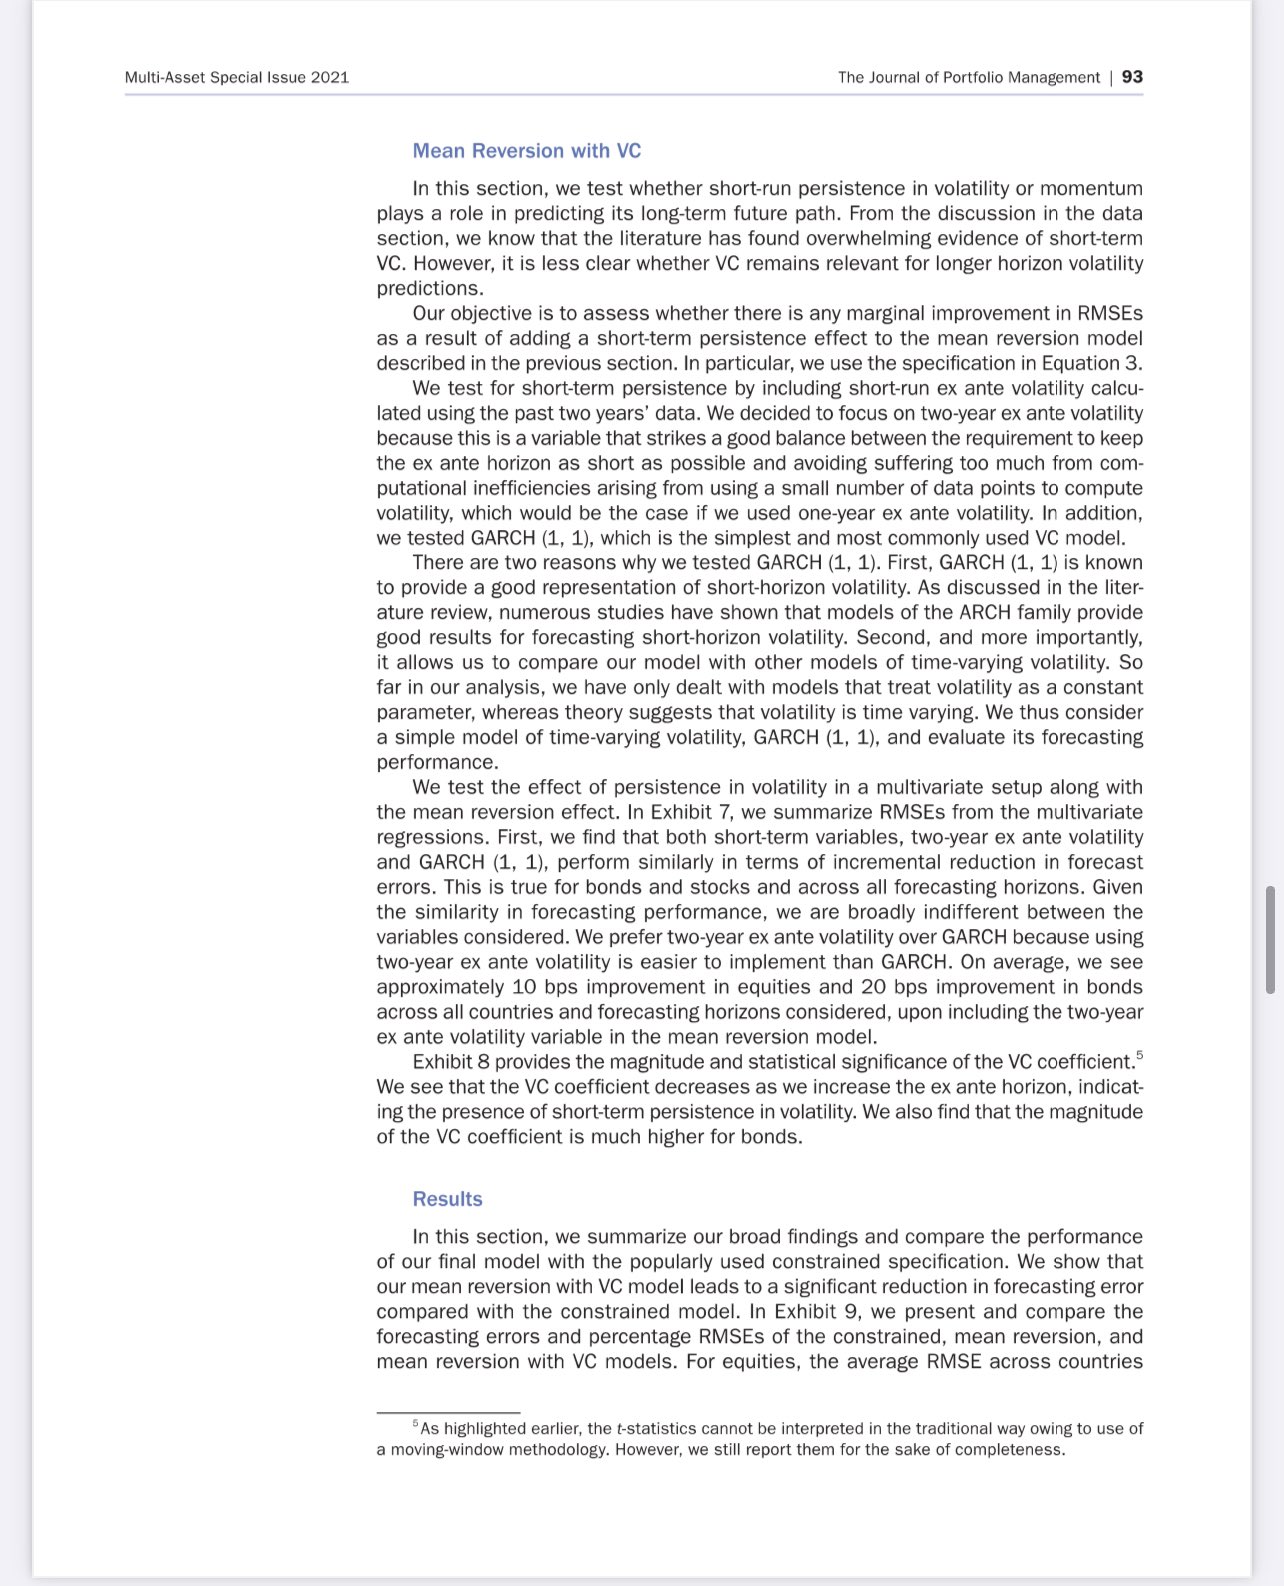 Multi-Asset Special Issue 2021
The Journal of Portfolio Management | 93
Mean Reversion with VC
In this section, we test whether short-run persistence in volatility or momentum
plays a role in predicting its long-term future path. From the discussion in the data
section, we know that the literature has found overwhelming evidence of short-term
VC. However, it is less clear whether VC remains relevant for longer horizon volatility
predictions.
Our objective is to assess whether there is any marginal improvement in RMSEs
as a result of adding a short-term persistence effect to the mean reversion model
described in the previous section. In particular, we use the specification in Equation 3.
We test for short-term persistence by including short-run ex ante volatility calcu-
lated using the past two years’ data. We decided to focus on two-year ex ante volatility
because this is a variable that strikes a good balance between the requirement to keep
the ex ante horizon as short as possible and avoiding suffering too much from com-
putational inefficiencies arising from using a small number of data points to compute
volatility, which would be the case if we used one-year ex ante volatility. In addition,
we tested GARCH (1, 1), which is the simplest and most commonly used VC model.
There are two reasons why we tested GARCH (1, 1). First, GARCH (1, 1) is known
to provide a good representation of short-horizon volatility. As discussed in the liter-
ature review, numerous studies have shown that models of the ARCH family provide
good results for forecasting short-horizon volatility. Second, and more importantly,
it allows us to compare our model with other models of time-varying volatility. So
far in our analysis, we have only dealt with models that treat volatility as a constant
parameter, whereas theory suggests that volatility is time varying. We thus consider
a simple model of time-varying volatility, GARCH (1, 1), and evaluate its forecasting
performance.
We test the effect of persistence in volatility in a multivariate setup along with
the mean reversion effect. In Exhibit 7, we summarize RMSEs from the multivariate
regressions. First, we find that both short-term variables, two-year ex ante volatility
and GARCH (1, 1), perform similarly in terms of incremental reduction in forecast
errors. This is true for bonds and stocks and across all forecasting horizons. Given
the similarity in forecasting performance, we are broadly indifferent between the
variables considered. We prefer two-year ex ante volatility over GARCH because using
two-year ex ante volatility is easier to implement than GARCH. On average, we see
approximately 10 bps improvement in equities and 20 bps improvement in bonds
across all countries and forecasting horizons considered, upon including the two-year
ex ante volatility variable in the mean reversion model.
Exhibit 8 provides the magnitude and statistical significance of the VC coefficient.⁵
We see that the VC coefficient decreases as we increase the ex ante horizon, indicat-
ing the presence of short-term persistence in volatility. We also find that the magnitude
of the VC coefficient is much higher for bonds.
Results
In this section, we summarize our broad findings and compare the performance
of our final model with the popularly used constrained specification. We show that
our mean reversion with VC model leads to a significant reduction in forecasting error
compared with the constrained model. In Exhibit 9, we present and compare the
forecasting errors and percentage RMSEs of the constrained, mean reversion, and
mean reversion with VC models. For equities, the average RMSE across countries
⁵As highlighted earlier, the t-statistics cannot be interpreted in the traditional way owing to use of
a moving-window methodology. However, we still report them for the sake of completeness.